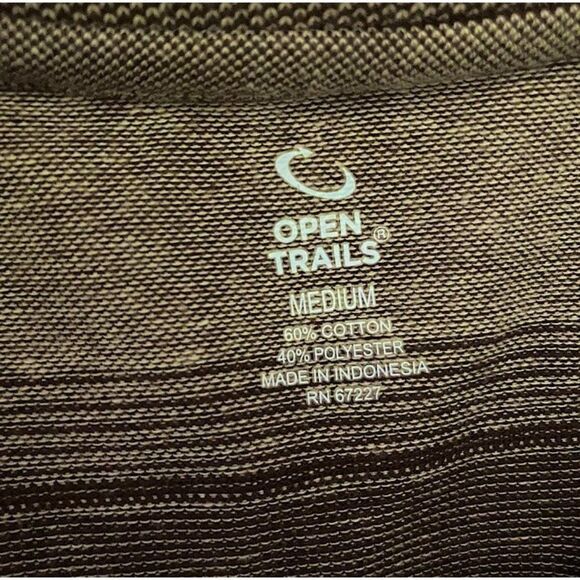 OPEN
TRAILS®
MEDIUM
60% COTTON
40% POLYESTER
MADE IN INDONESIA
RN 67227